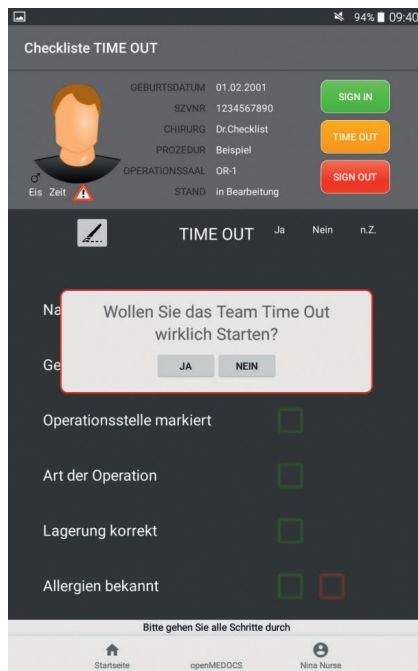 94% 09:40
Checkliste TIME OUT
GEBURTSDATUM 01.02.2001
SZVNR 1234567890
CHIRURG Dr.Checklist
PROZEDUR Beispiel
OPERATIONSSAAL OR-1
STAND in Bearbeitung
SIGN IN
TIME OUT
SIGN OUT
Eis Zeit
TIME OUT Ja Nein n.Z.
Na
Wollen Sie das Team Time Out
wirklich Starten?
Ge
JA NEIN
Operationsstelle markiert
Art der Operation
Lagerung korrekt
Allergien bekannt
Bitte gehen Sie alle Schritte durch
Startseite openMEDOCS Nina Nurse